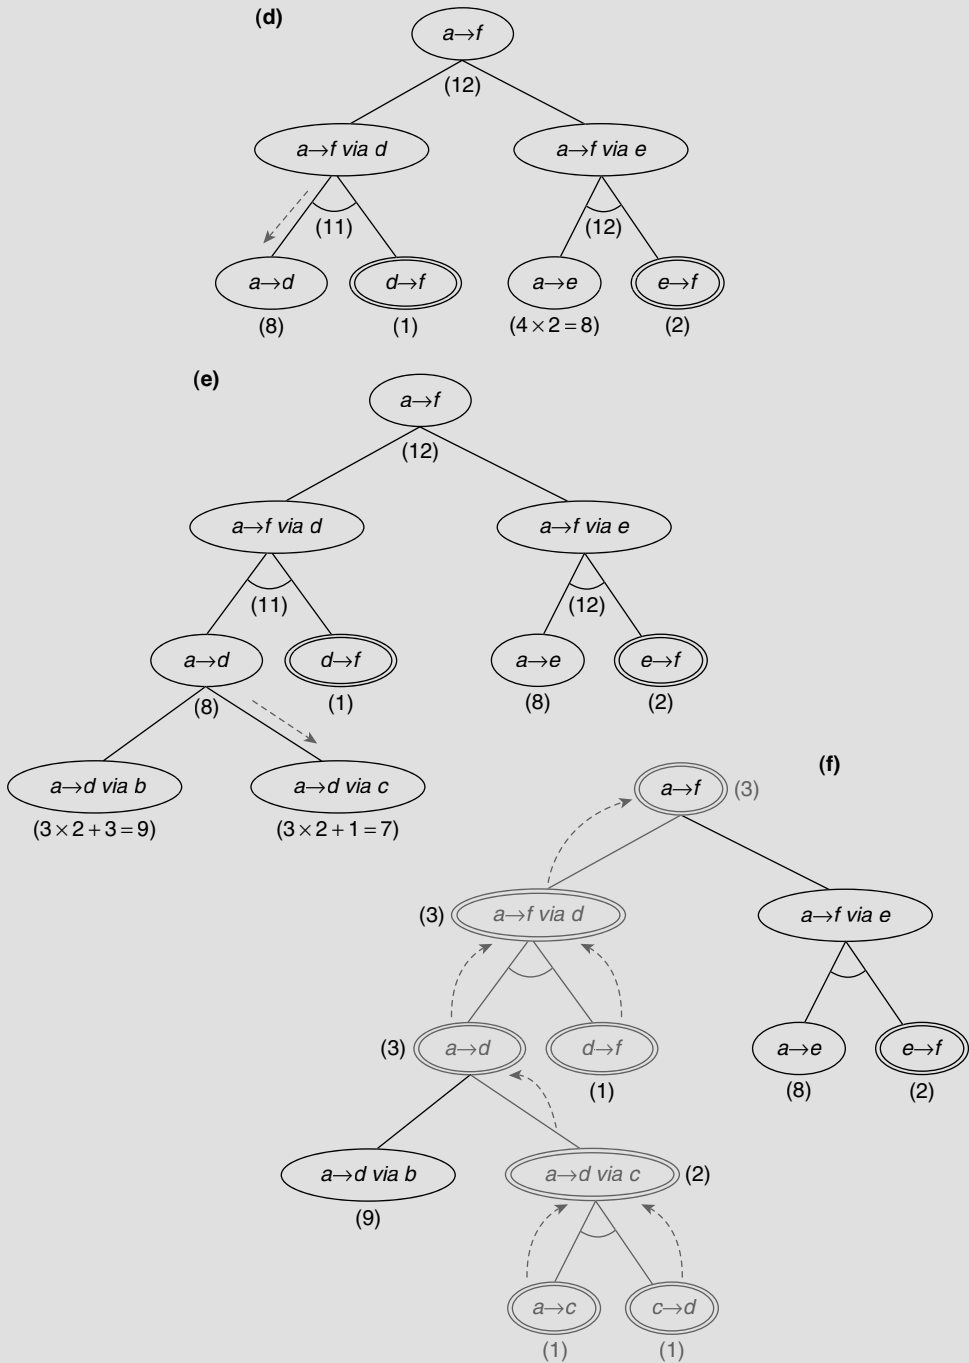 (d)
a→f
(12)
a→f via d
a→f via e
(11)
(12)
a→d
d→f
a→e
e→f
(8)
(1)
(4 × 2 = 8)
(2)
(e)
a→f
(12)
a→f via d
a→f via e
(11)
(12)
a→d
d→f
a→e
e→f
(8)
(1)
(8)
(2)
a→d via b
a→d via c
(3 × 2 + 3 = 9)
(3 × 2 + 1 = 7)
(f)
a→f
(3)
(3)
a→f via d
a→f via e
(3)
a→d
d→f
a→e
e→f
(1)
(8)
(2)
a→d via b
a→d via c
(2)
(9)
a→c
c→d
(1)
(1)